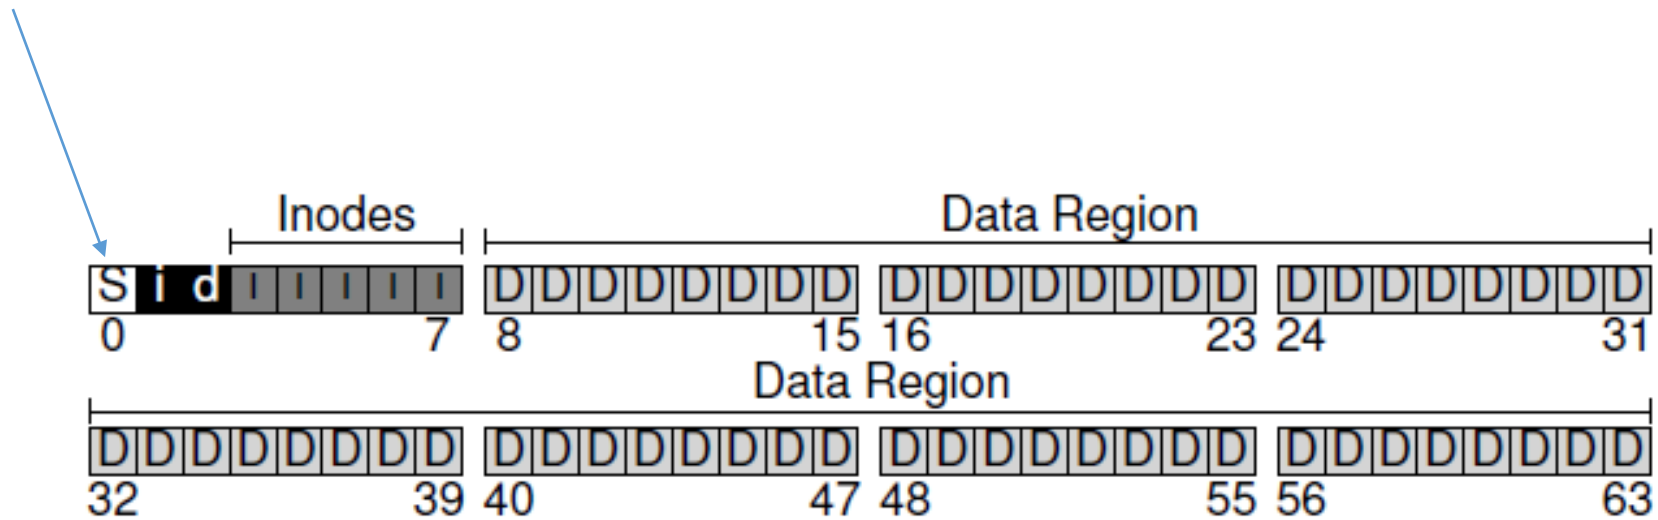 Inodes Data Region
S i d I I I I I D D D D D D D D D D D D D D D D D D D D D D D D
0 7 8 15 16 23 24 31
Data Region
D D D D D D D D D D D D D D D D D D D D D D D D D D D D D D D D
32 39 40 47 48 55 56 63